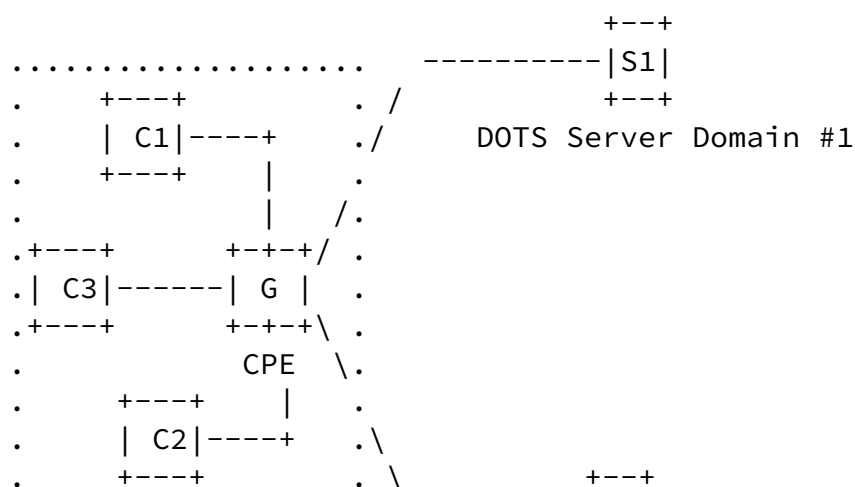 +--+
....................   ----------|S1|
.    +---+         . /           +--+
.    | C1|----+    ./     DOTS Server Domain #1
.    +---+    |    .
.             |   /.
.+---+      +-+-+/ .
.| C3|------| G |  .
.+---+      +-+-+\ .
.            CPE  \.
.     +---+    |   .
.     | C2|----+   .\
.     +---+        . \          +--+